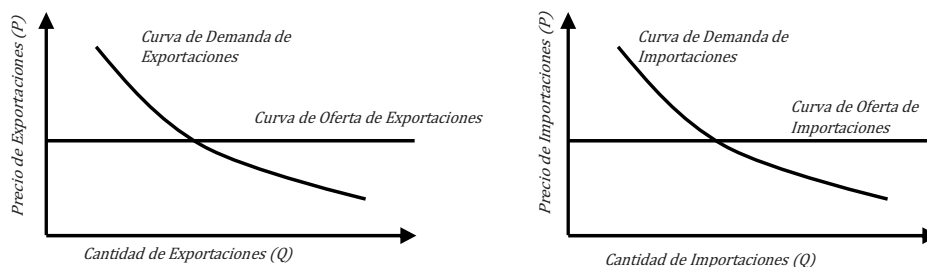 Precio de Exportaciones (P)
Curva de Demanda de
Exportaciones
Curva de Oferta de Exportaciones
Cantidad de Exportaciones (Q)
Precio de Importaciones (P)
Curva de Demanda de
Importaciones
Curva de Oferta de
Importaciones
Cantidad de Importaciones (Q)